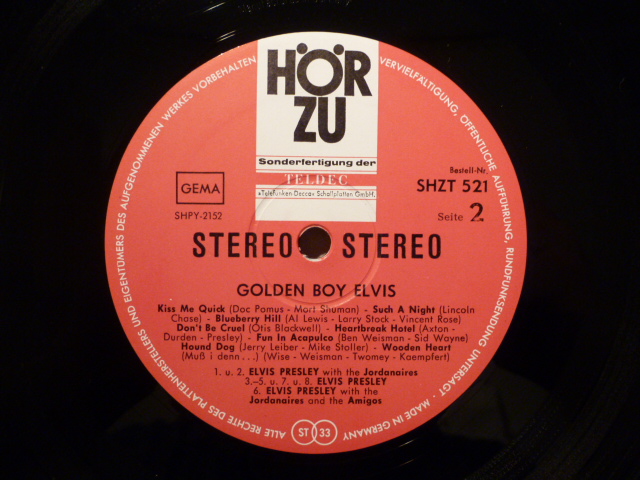 HÖR
ZU
Sonderfertigung der
TELDEC
»Telefunken-Decca« Schallplatten GmbH.
GEMA
SHPY-2152
Bestell-Nr.
SHZT 521
Seite 2
STEREO STEREO
GOLDEN BOY ELVIS
Kiss Me Quick (Doc Pomus - Mort Shuman) - Such A Night (Lincoln
Chase) - Blueberry Hill (Al Lewis - Larry Stock - Vincent Rose)
Don't Be Cruel (Otis Blackwell) - Heartbreak Hotel (Axton -
Durden - Presley) - Fun In Acapulco (Ben Weisman - Sid Wayne)
Hound Dog (Jerry Leiber - Mike Stoller) - Wooden Heart
(Muß i denn...) (Wise - Weisman - Twomey - Kaempfert)
1. u. 2. ELVIS PRESLEY with the Jordanaires
3.-5. u. 7. u. 8. ELVIS PRESLEY
6. ELVIS PRESLEY with the
Jordanaires and the Amigos
ST 33
ALLE RECHTE DES PLATTENHERSTELLERS UND EIGENTÜMERS DES AUFGENOMMENEN WERKES VORBEHALTEN
VERVIELFÄLTIGUNG, ÖFFENTLICHE AUFFÜHRUNG, RUNDFUNKSENDUNG UNTERSAGT · MADE IN GERMANY